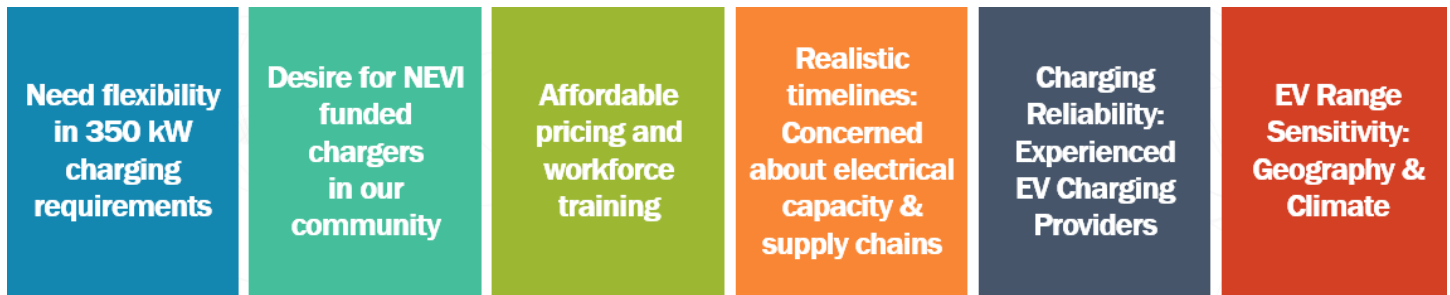 Need flexibility
in 350 kW
charging
requirements
Desire for NEVI
funded
chargers
in our
community
Affordable
pricing and
workforce
training
Realistic
timelines:
Concerned
about electrical
capacity &
supply chains
Charging
Reliability:
Experienced
EV Charging
Providers
EV Range
Sensitivity:
Geography &
Climate